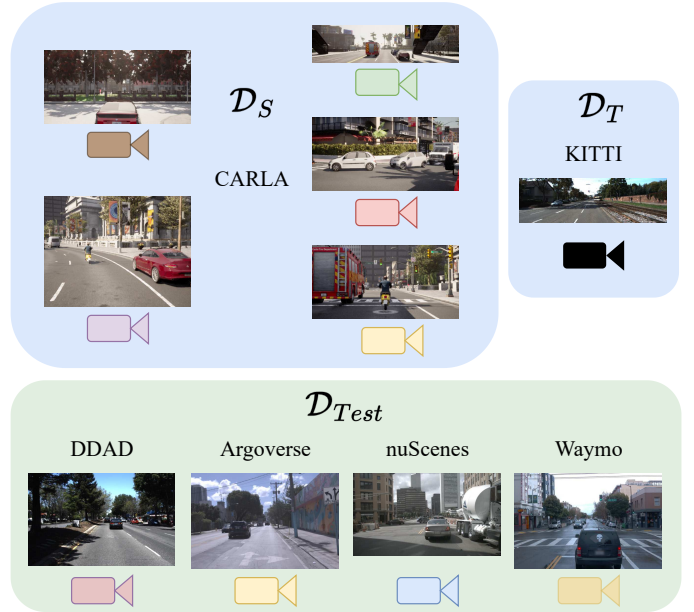 𝒟_S
CARLA
𝒟_T
KITTI
𝒟_Test
DDAD
Argoverse
nuScenes
Waymo